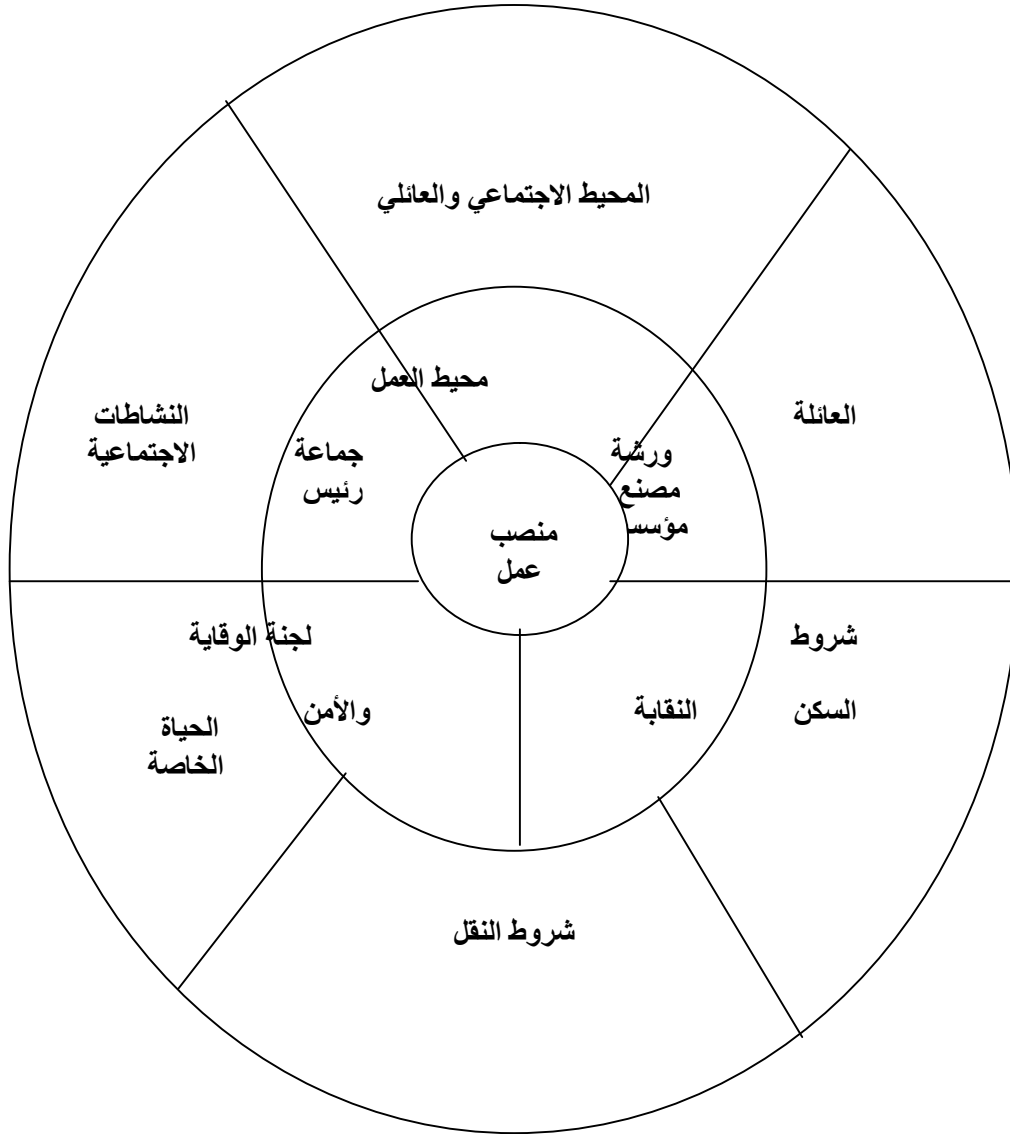 المحيط الاجتماعي والعائلي
محيط العمل
العائلة
النشاطات
الاجتماعية
ورشة
مصنع
مؤسس
جماعة
رئيس
منصب
عمل
شروط
السكن
النقابة
لجنة الوقاية
والأمن
الحياة
الخاصة
شروط النقل